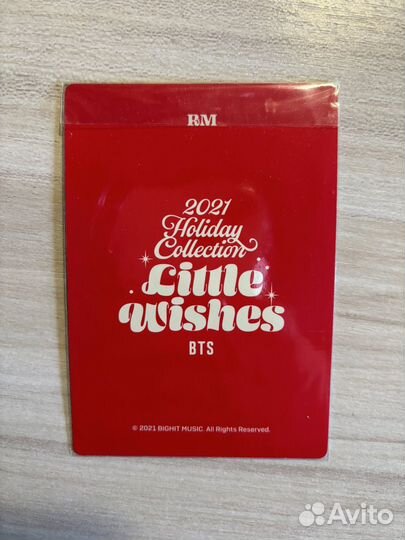 RM
2021
Holiday
Collection
Little
Wishes
BTS
© 2021 BIGHIT MUSIC. All Rights Reserved.
Avito